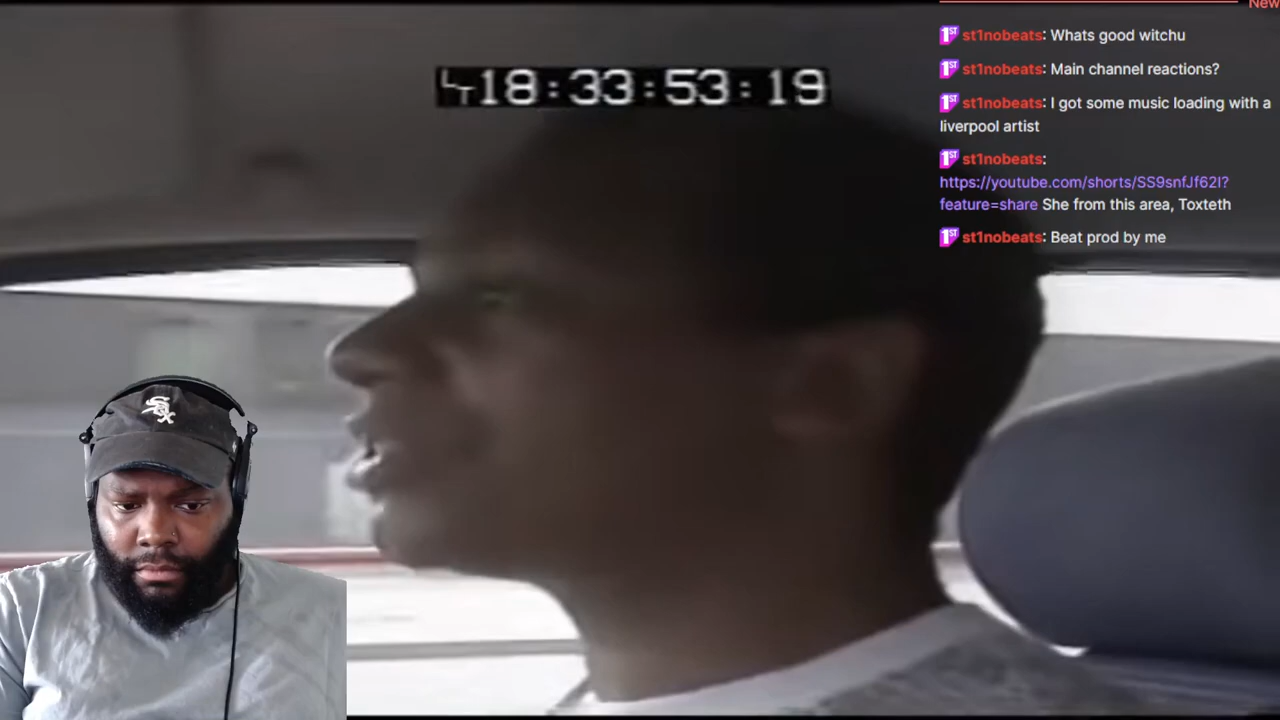 New
st1nobeats: Whats good witchu
st1nobeats: Main channel reactions?
st1nobeats: I got some music loading with a
liverpool artist
st1nobeats:
https://youtube.com/shorts/SS9snfJf62I?
feature=share She from this area, Toxteth
st1nobeats: Beat prod by me
18:33:53:19
SOX